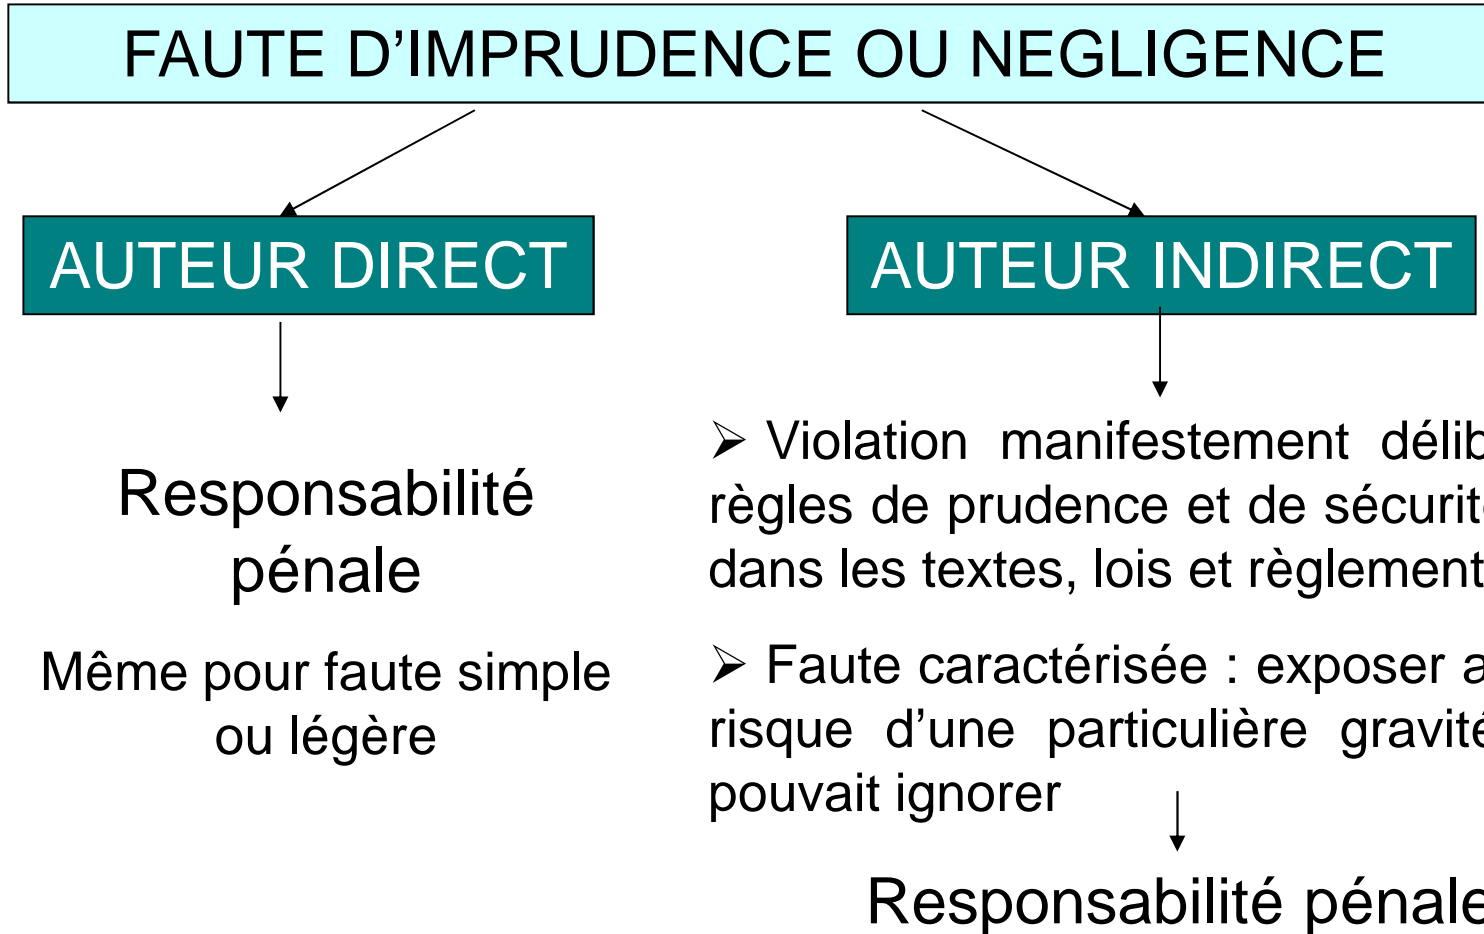 FAUTE D’IMPRUDENCE OU NEGLIGENCE
AUTEUR DIRECT
Responsabilité
pénale
Même pour faute simple
ou légère
AUTEUR INDIRECT
➢ Violation manifestement
règles de prudence et de
dans les textes, lois et
➢ Faute caractérisée : exposer
risque d’une particulière
pouvait ignorer
Responsabilité pénale